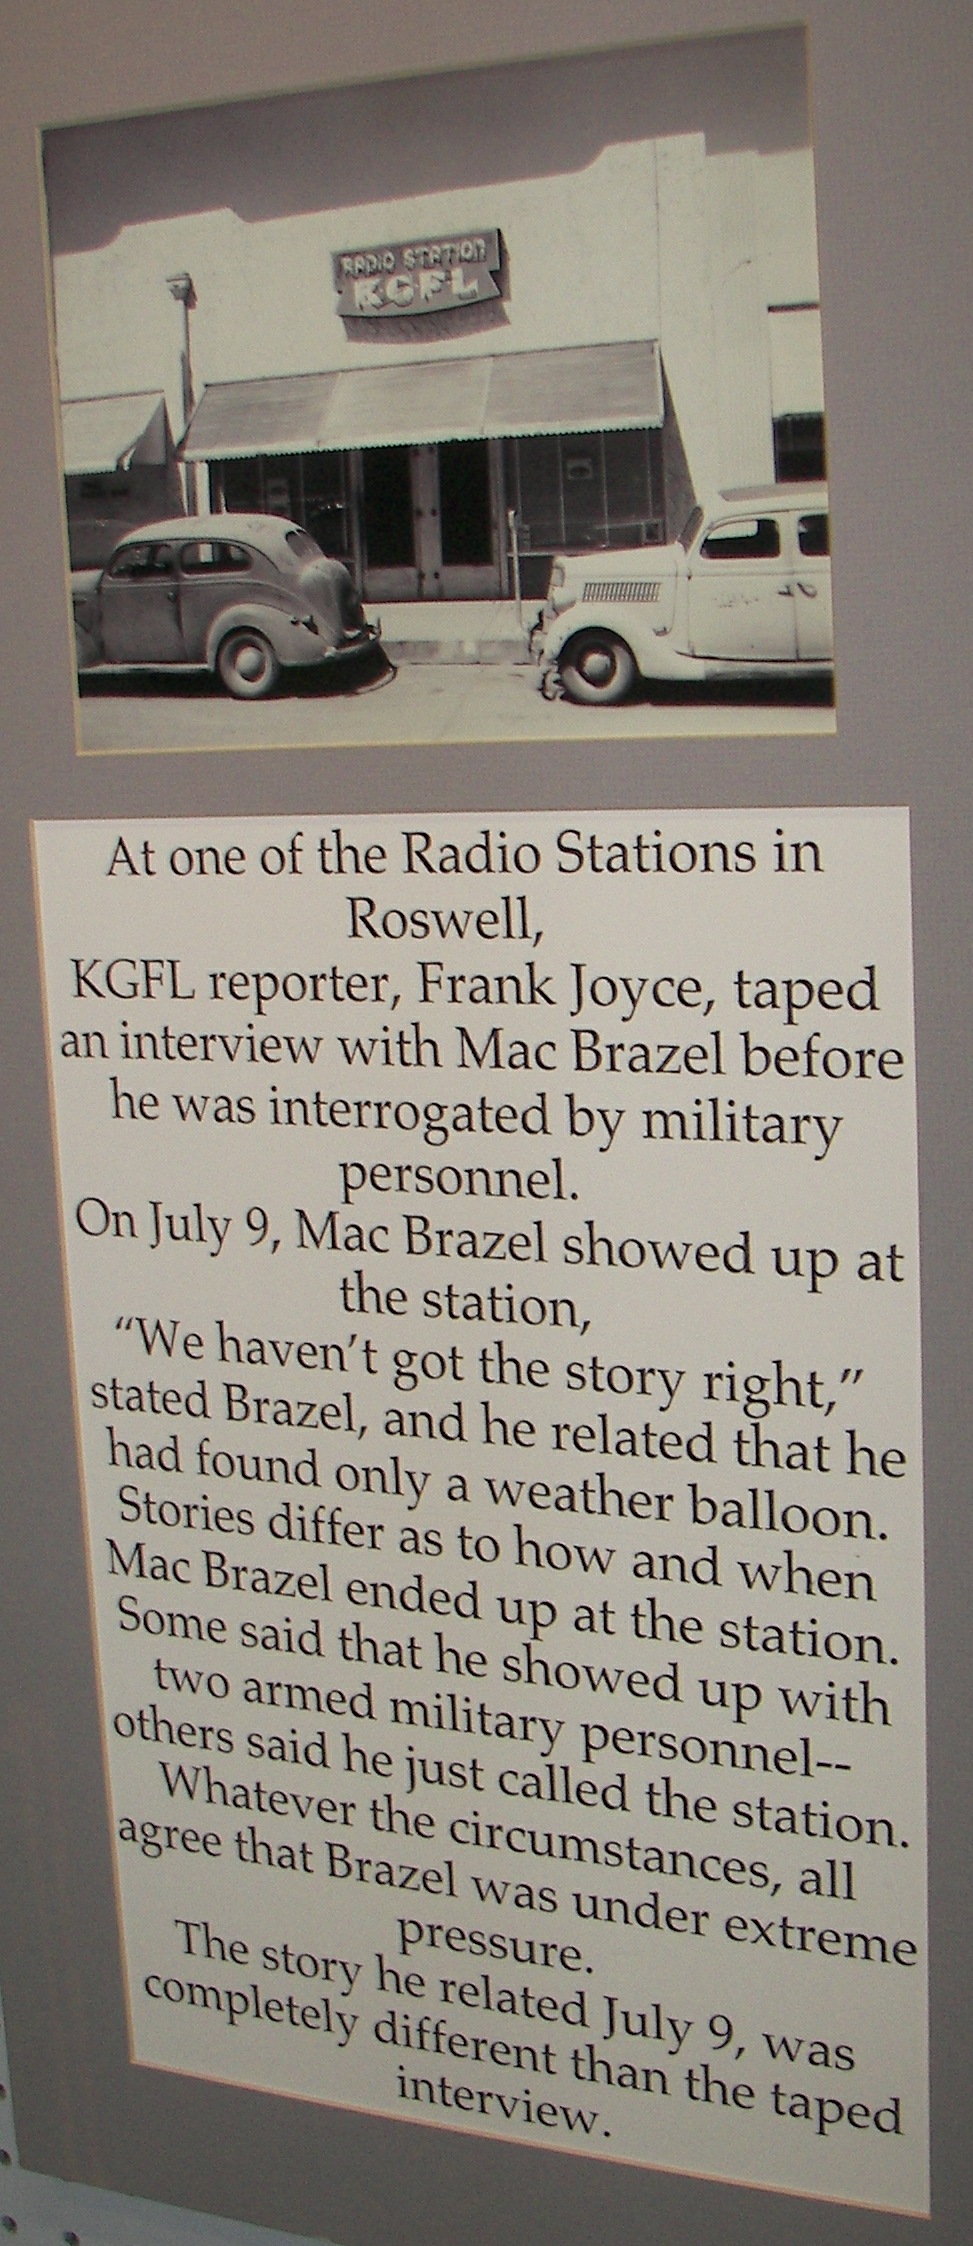 RADIO STATION
KGFL
At one of the Radio Stations in
Roswell,
KGFL reporter, Frank Joyce, taped
an interview with Mac Brazel before
he was interrogated by military
personnel.
On July 9, Mac Brazel showed up at
the station,
“We haven’t got the story right,”
stated Brazel, and he related that he
had found only a weather balloon.
Stories differ as to how and when
Mac Brazel ended up at the station.
Some said that he showed up with
two armed military personnel--
others said he just called the station.
Whatever the circumstances, all
agree that Brazel was under extreme
pressure.
The story he related July 9, was
completely different than the taped
interview.